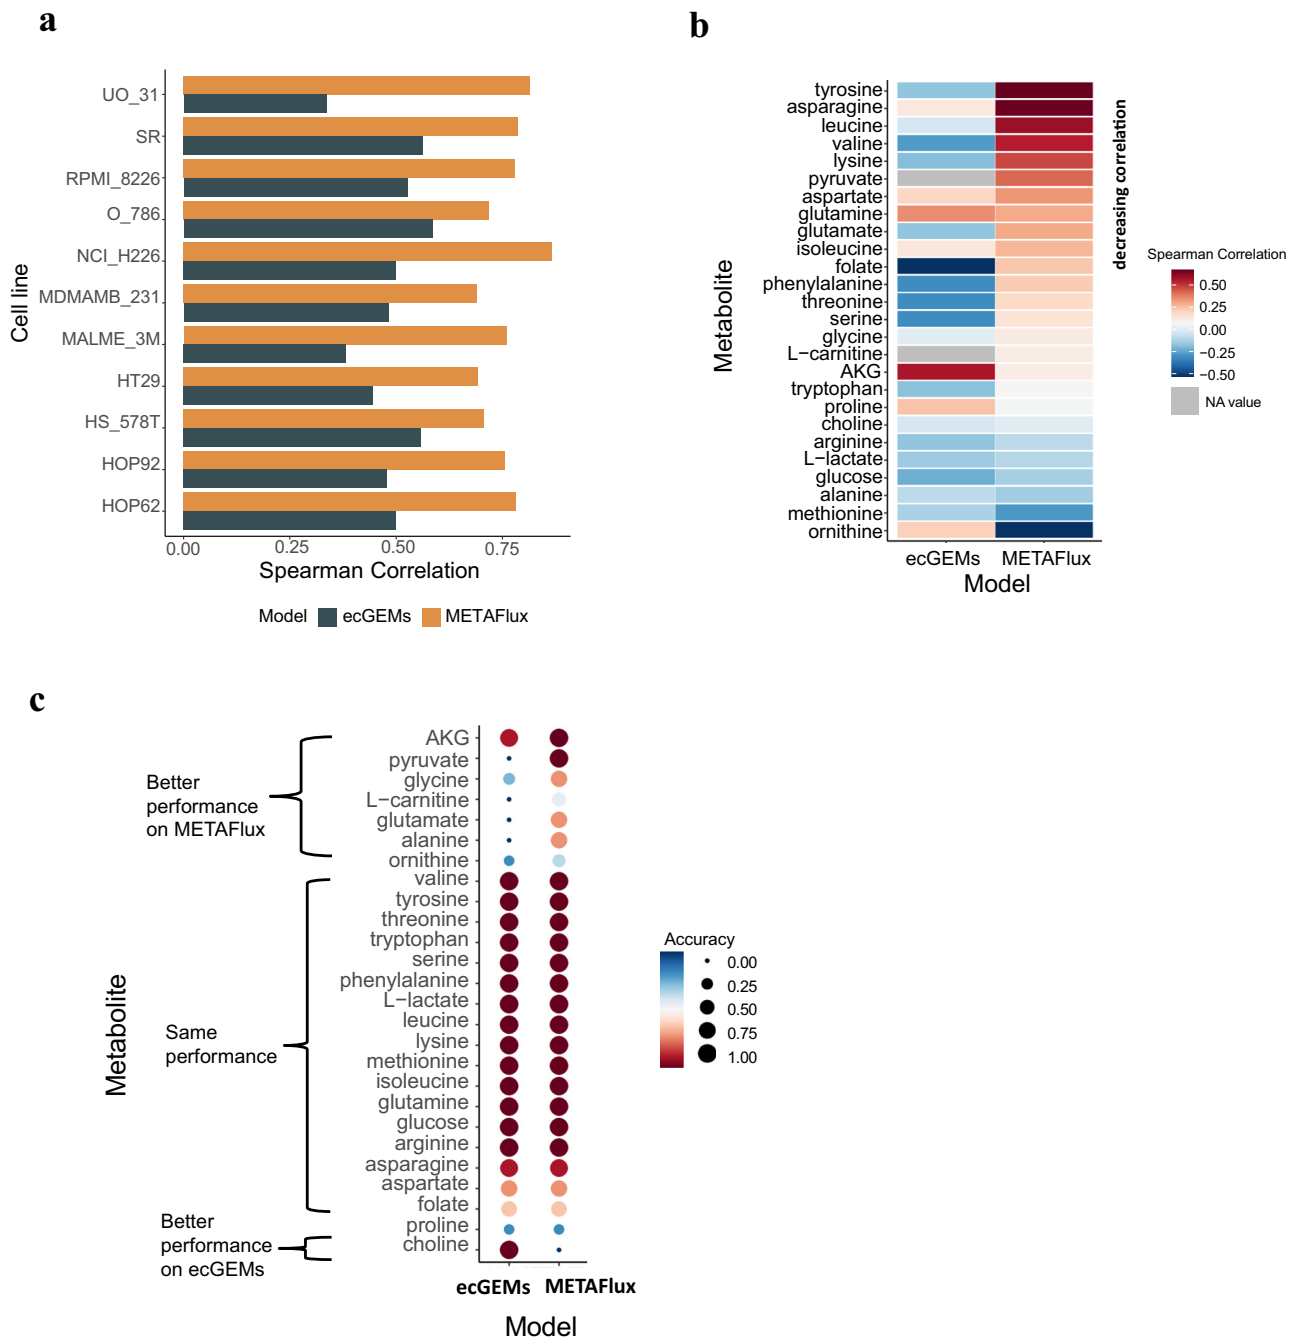 a
Cell line
UO_31
SR
RPMI_8226
O_786
NCI_H226
MDMAMB_231
MALME_3M
HT29
HS_578T
HOP92
HOP62
0.00 0.25 0.50 0.75
Spearman Correlation
Model ecGEMs METAFlux
b
Metabolite
tyrosine
asparagine
leucine
valine
lysine
pyruvate
aspartate
glutamine
glutamate
isoleucine
folate
phenylalanine
threonine
serine
glycine
L−carnitine
AKG
tryptophan
proline
choline
arginine
L−lactate
glucose
alanine
methionine
ornithine
ecGEMs METAFlux
Model
decreasing correlation
Spearman Correlation
0.50
0.25
0.00
−0.25
−0.50
NA value
c
Metabolite
Better
performance
on METAFlux
Same
performance
Better
performance
on ecGEMs
AKG
pyruvate
glycine
L−carnitine
glutamate
alanine
ornithine
valine
tyrosine
threonine
tryptophan
serine
phenylalanine
L−lactate
leucine
lysine
methionine
isoleucine
glutamine
glucose
arginine
asparagine
aspartate
folate
proline
choline
ecGEMs METAFlux
Model
Accuracy
0.00
0.25
0.50
0.75
1.00